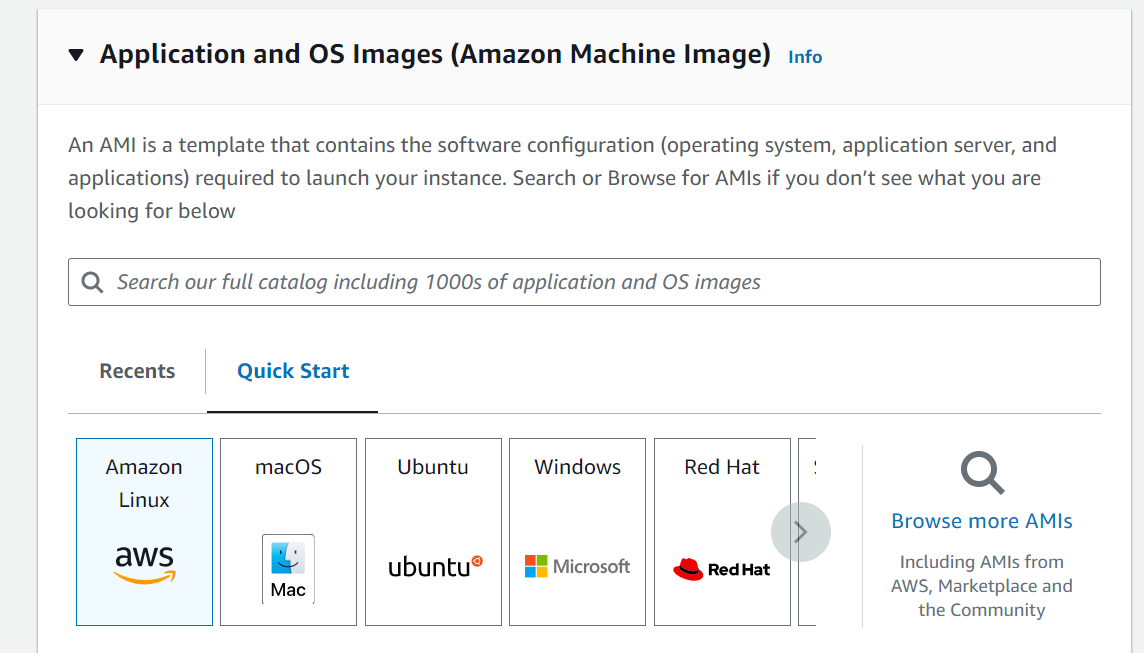 Application and OS Images (Amazon Machine Image) Info
An AMI is a template that contains the software configuration (operating system, application server, and
applications) required to launch your instance. Search or Browse for AMIs if you don’t see what you are
looking for below
Search our full catalog including 1000s of application and OS images
Recents
Quick Start
Amazon
Linux
aws
macOS
Mac
Ubuntu
ubuntu
Windows
Microsoft
Red Hat
Red Hat
Browse more AMIs
Including AMIs from
AWS, Marketplace and
the Community